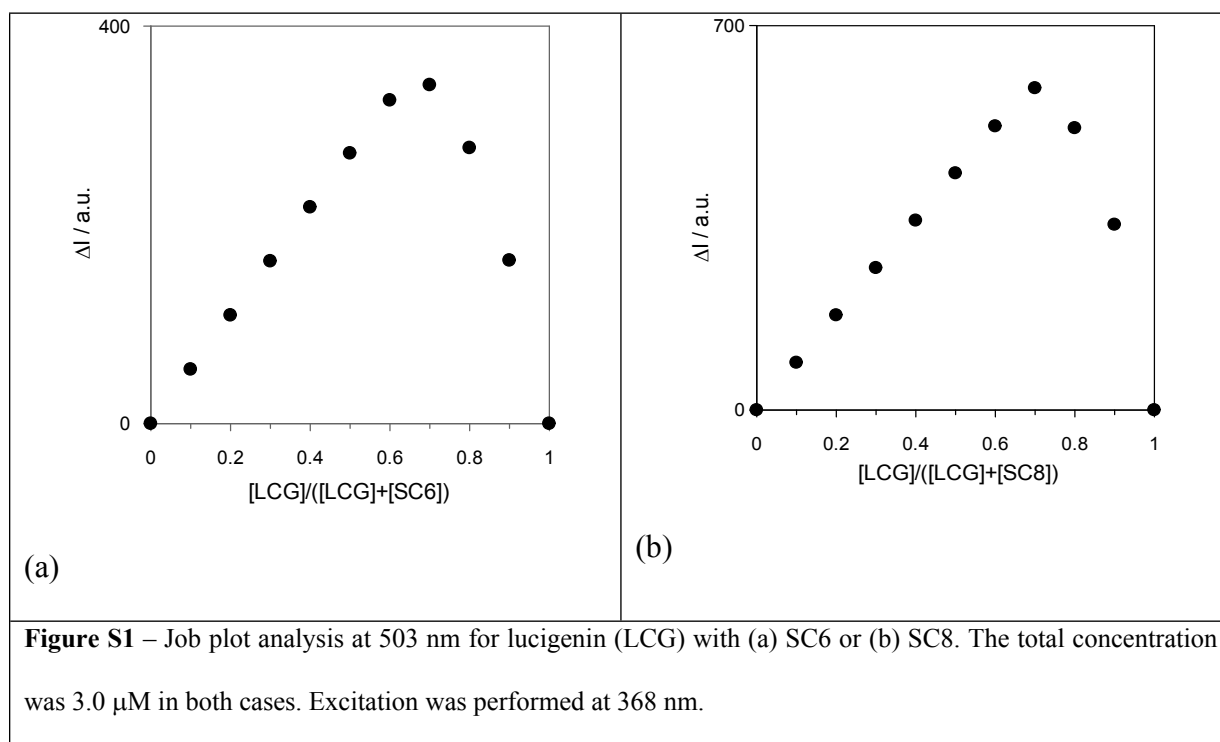 400
ΔI / a.u.
0
0 0.2 0.4 0.6 0.8 1
[LCG]/([LCG]+[SC6])
(a)
700
ΔI / a.u.
0
0 0.2 0.4 0.6 0.8 1
[LCG]/([LCG]+[SC8])
(b)
Figure S1 – Job plot analysis at 503 nm for lucigenin (LCG) with (a) SC6 or (b) SC8. The total concentration
was 3.0 μM in both cases. Excitation was performed at 368 nm.